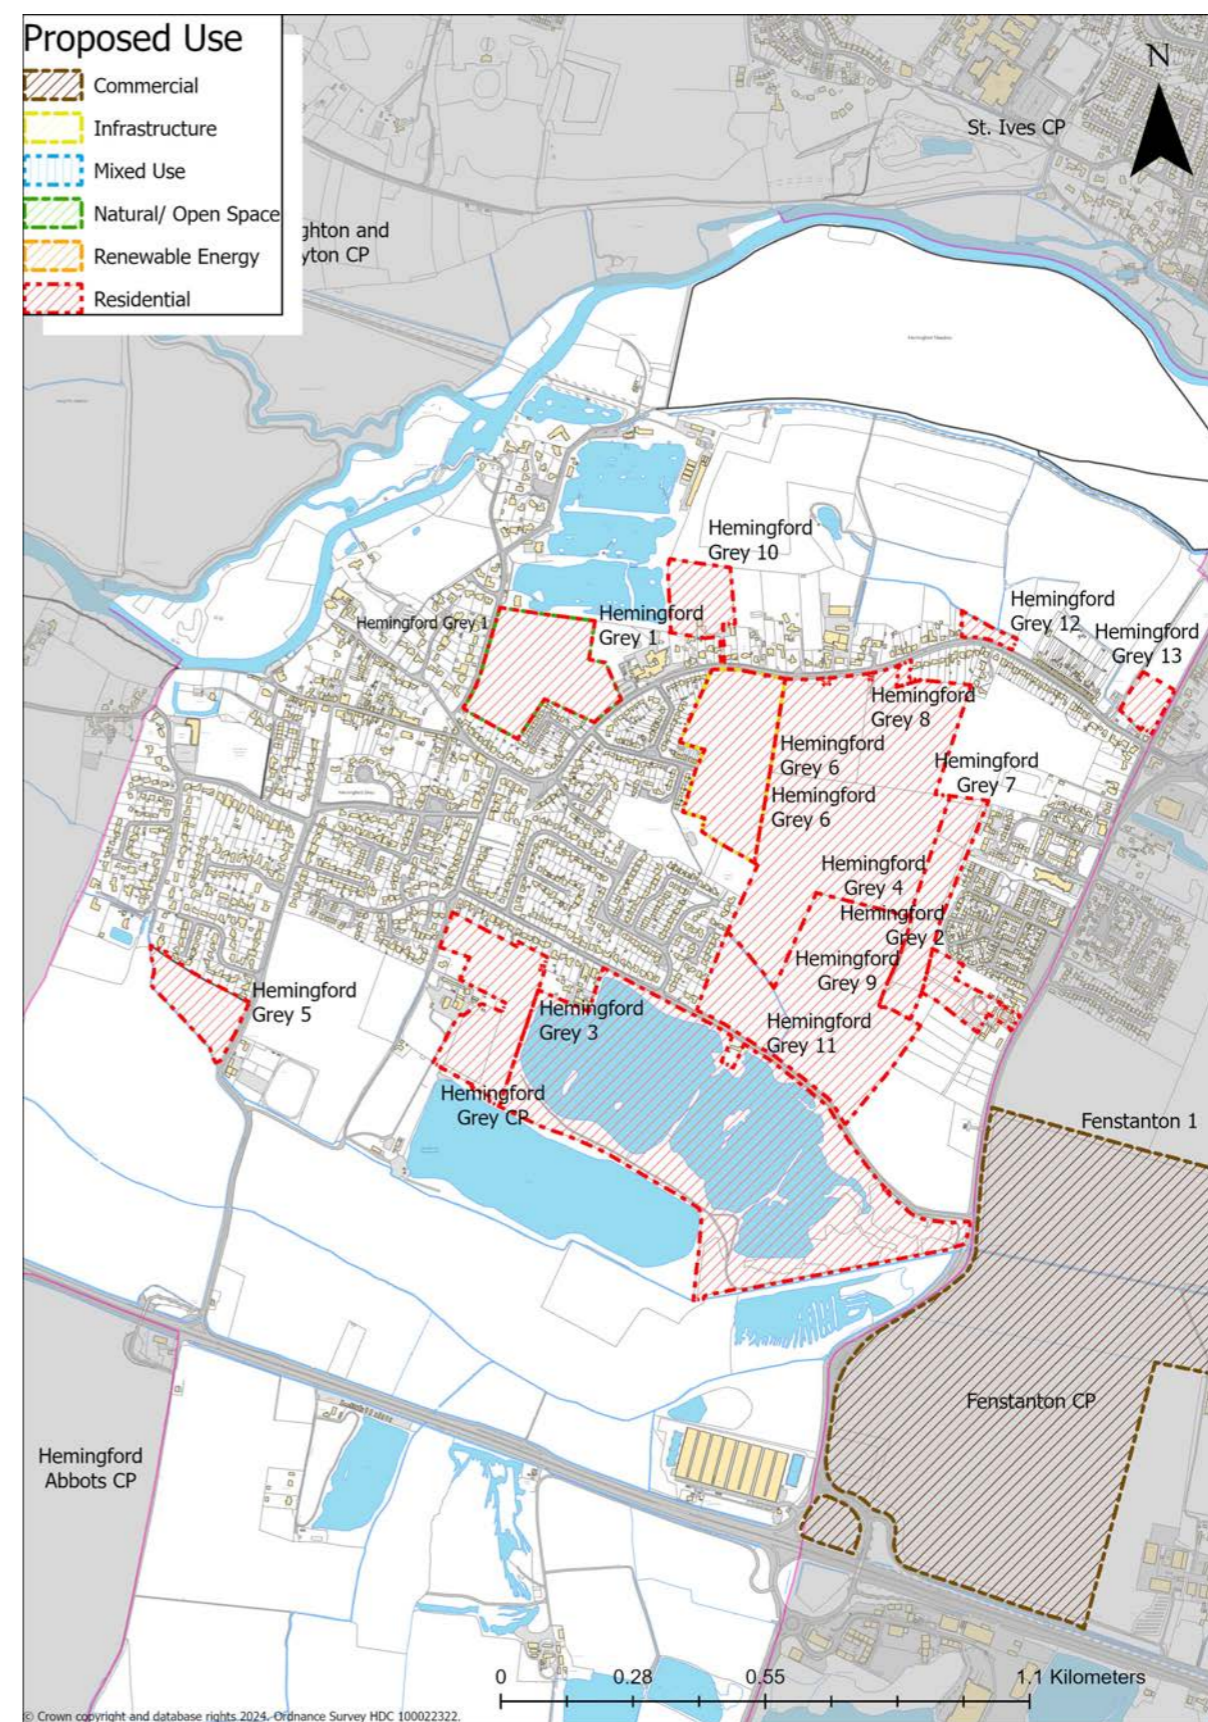 Proposed Use
Commercial
Infrastructure
Mixed Use
Natural/ Open Space
Renewable Energy
Residential
N
St. Ives CP
ghton and
yton CP
Hemingford
Grey 10
Hemingford Grey 1
Hemingford
Grey 1
Hemingford
Grey 12
Hemingford
Grey 13
Hemingford
Grey 8
Hemingford
Grey 6
Hemingford
Grey 7
Hemingford
Grey 6
Hemingford
Grey 4
Hemingford
Grey 2
Hemingford
Grey 9
Hemingford
Grey 5
Hemingford
Grey 3
Hemingford
Grey 11
Hemingford
Grey CP
Fenstanton 1
Fenstanton CP
Hemingford
Abbots CP
0 0.28 0.55 1.1 Kilometers
© Crown copyright and database rights 2024. Ordnance Survey HDC 100022322.